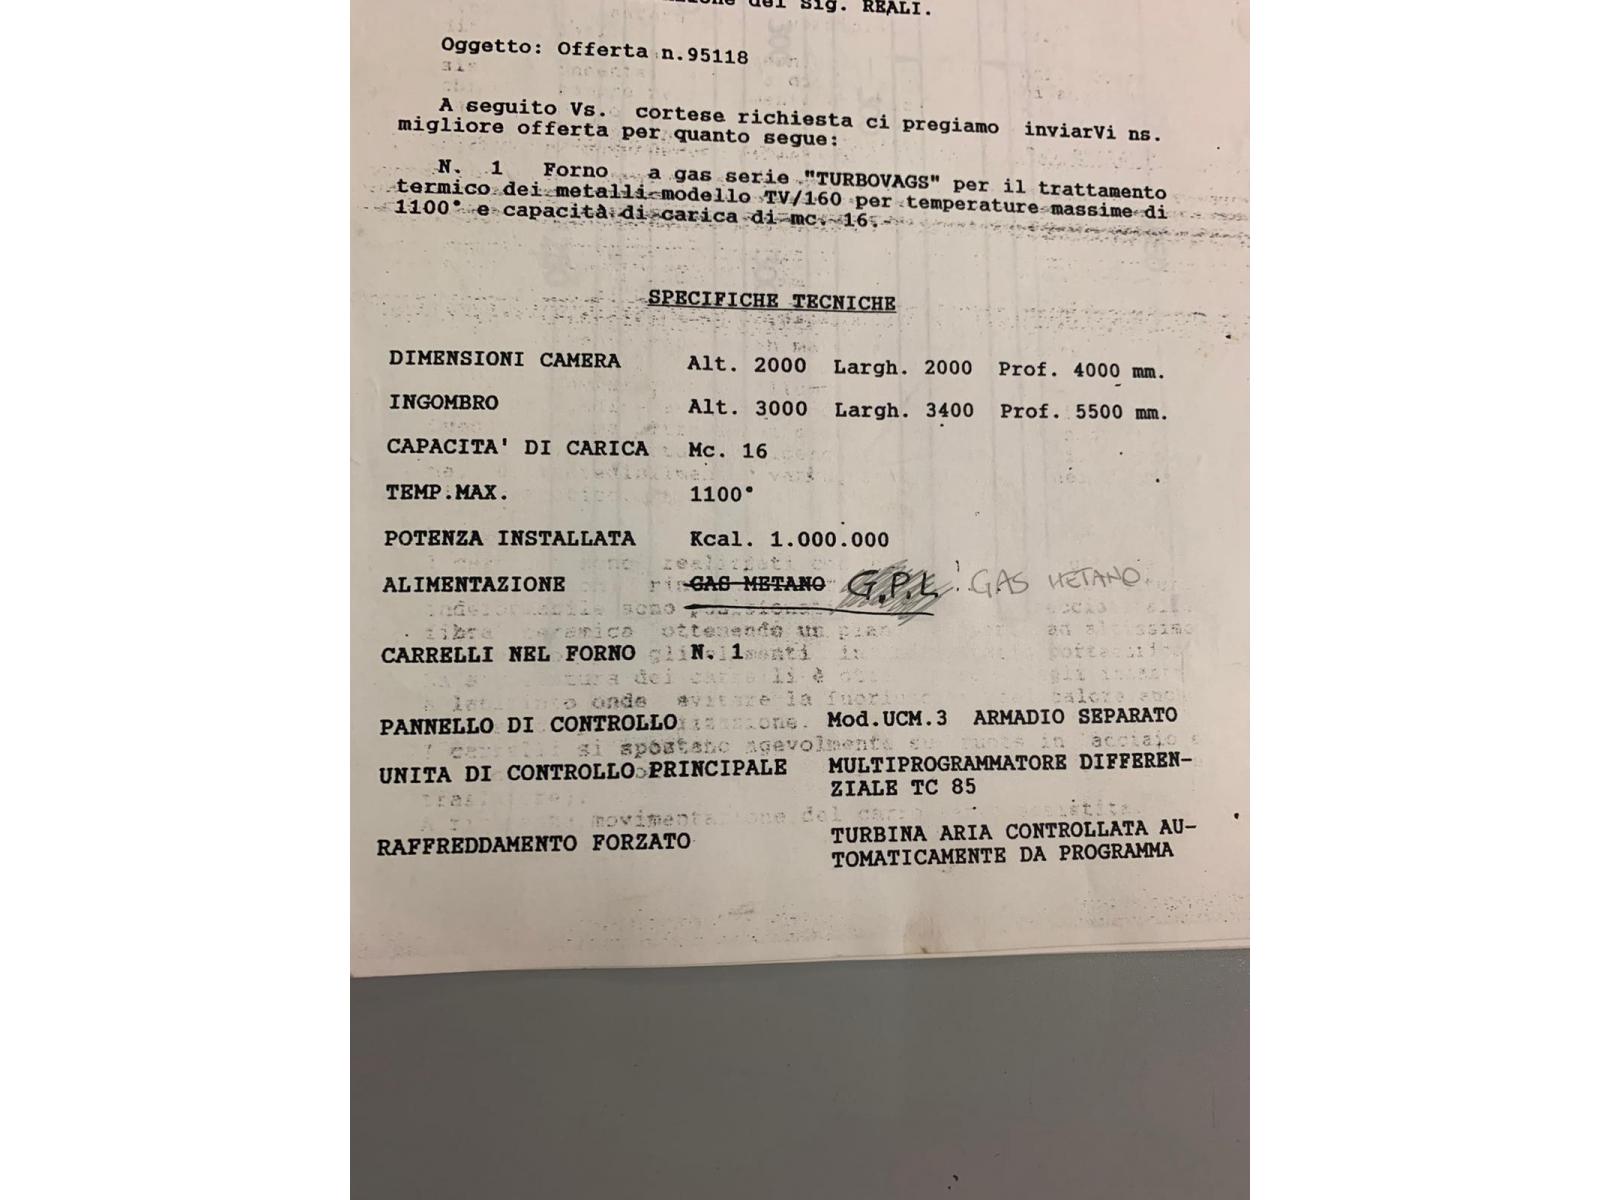 del Sig. REALI.
Oggetto: Offerta n.95118
A seguito Vs. cortese richiesta ci pregiamo inviarVi ns.
migliore offerta per quanto segue:
N. 1 Forno a gas serie "TURBOVAGS" per il trattamento
termico dei metalli modello TV/160 per temperature massime di
1100° e capacità di carica di mc. 16.-
SPECIFICHE TECNICHE
DIMENSIONI CAMERA Alt. 2000 Largh. 2000 Prof. 4000 mm.
INGOMBRO Alt. 3000 Largh. 3400 Prof. 5500 mm.
CAPACITA' DI CARICA Mc. 16
TEMP.MAX. 1100°
POTENZA INSTALLATA Kcal. 1.000.000
ALIMENTAZIONE GAS METANO G.P.L. GAS METANO
CARRELLI NEL FORNO N. 1
PANNELLO DI CONTROLLO Mod.UCM.3 ARMADIO SEPARATO
UNITA DI CONTROLLO PRINCIPALE MULTIPROGRAMMATORE DIFFEREN-
ZIALE TC 85
RAFFREDDAMENTO FORZATO TURBINA ARIA CONTROLLATA AU-
TOMATICAMENTE DA PROGRAMMA